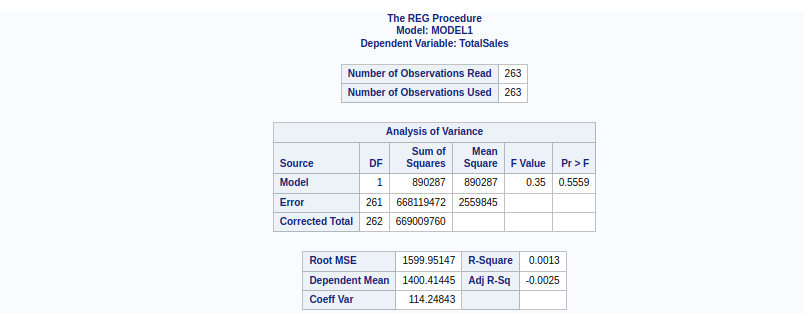 The REG Procedure
Model: MODEL1
Dependent Variable: TotalSales
Number of Observations Read 263
Number of Observations Used 263
Analysis of Variance
Source DF Sum of Squares Mean Square F Value Pr > F
Model 1 890287 890287 0.35 0.5559
Error 261 668119472 2559845
Corrected Total 262 669009760
Root MSE 1599.95147 R-Square 0.0013
Dependent Mean 1400.41445 Adj R-Sq -0.0025
Coeff Var 114.24843